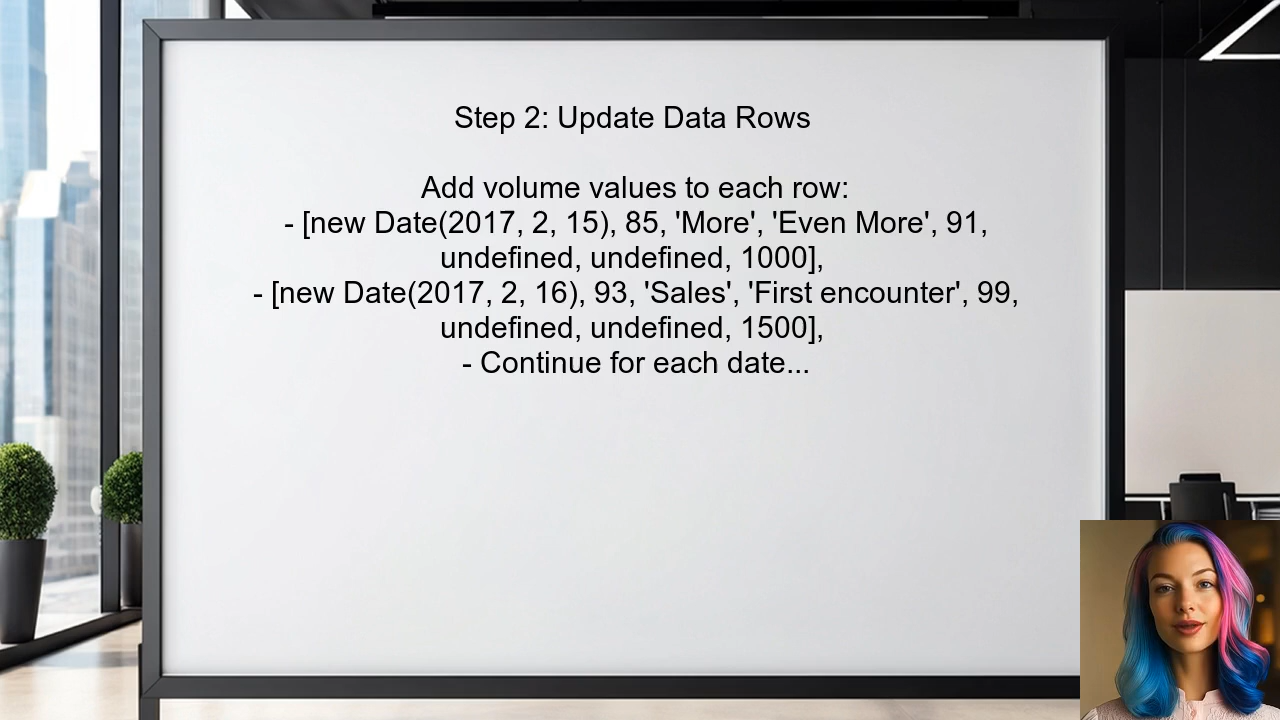 Step 2: Update Data Rows
Add volume values to each row:
- [new Date(2017, 2, 15), 85, 'More', 'Even More', 91,
undefined, undefined, 1000],
- [new Date(2017, 2, 16), 93, 'Sales', 'First encounter', 99,
undefined, undefined, 1500],
- Continue for each date...